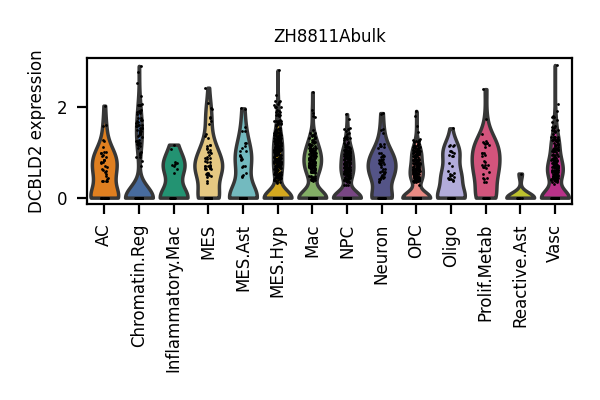 ZH8811Abulk
DCBLD2 expression
2
0
AC
Chromatin.Reg
Inflammatory.Mac
MES
MES.Ast
MES.Hyp
Mac
NPC
Neuron
OPC
Oligo
Prolif.Metab
Reactive.Ast
Vasc